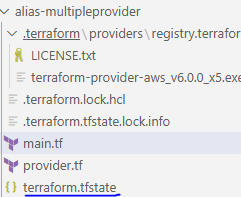 alias-multipleprovider
.terraform\providers\registry.terrafor
LICENSE.txt
terraform-provider-aws_v6.0.0_x5.exe
.terraform.lock.hcl
.terraform.tfstate.lock.info
main.tf
provider.tf
terraform.tfstate